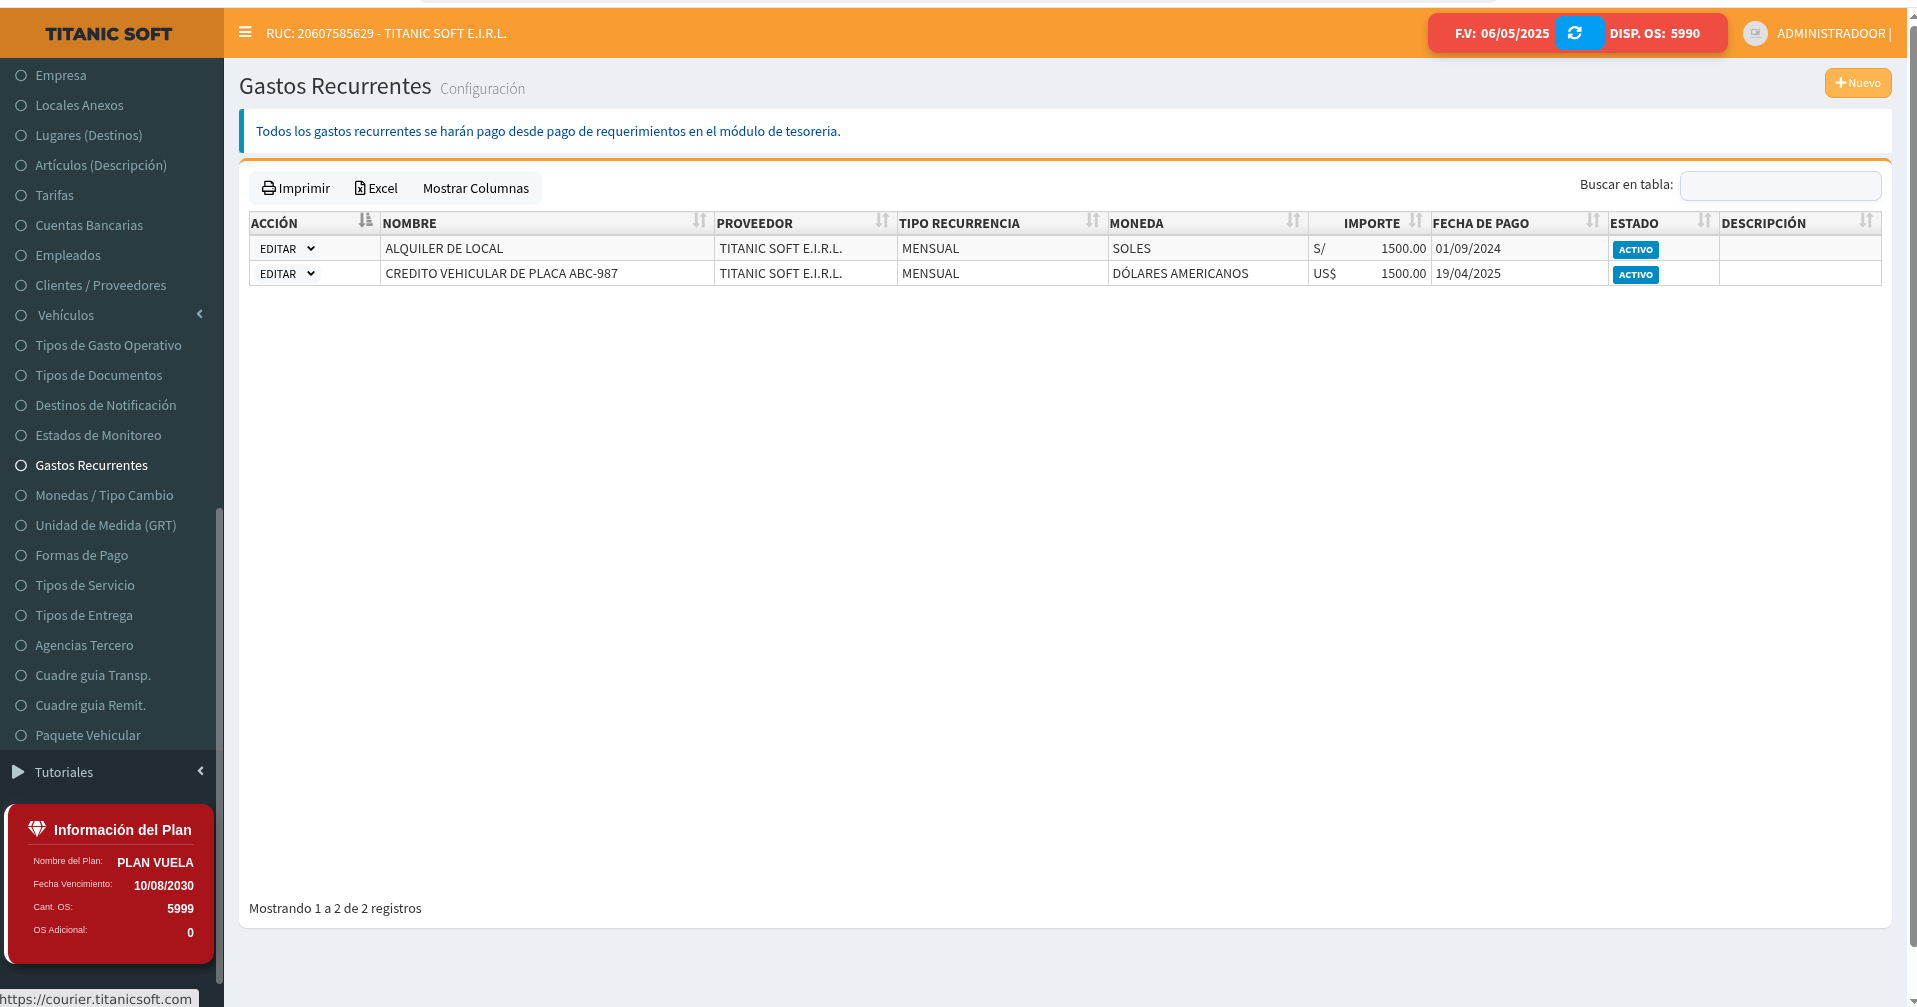 TITANIC SOFT
RUC: 20607585629 - TITANIC SOFT E.I.R.L.
F.V: 06/05/2025 DISP. OS: 5990
ADMINISTRADOOR |
Empresa
Locales Anexos
Lugares (Destinos)
Artículos (Descripción)
Tarifas
Cuentas Bancarias
Empleados
Clientes / Proveedores
Vehículos
Tipos de Gasto Operativo
Tipos de Documentos
Destinos de Notificación
Estados de Monitoreo
Gastos Recurrentes
Monedas / Tipo Cambio
Unidad de Medida (GRT)
Formas de Pago
Tipos de Servicio
Tipos de Entrega
Agencias Tercero
Cuadre guia Transp.
Cuadre guia Remit.
Paquete Vehicular
Tutoriales
Información del Plan
Nombre del Plan: PLAN VUELA
Fecha Vencimiento: 10/08/2030
Cant. OS: 5999
OS Adicional: 0
https://courier.titanicsoft.com
Gastos Recurrentes Configuración
Nuevo
Todos los gastos recurrentes se harán pago desde pago de requerimientos en el módulo de tesoreria.
Imprimir Excel Mostrar Columnas
Buscar en tabla:
ACCIÓN NOMBRE PROVEEDOR TIPO RECURRENCIA MONEDA IMPORTE FECHA DE PAGO ESTADO DESCRIPCIÓN
EDITAR ALQUILER DE LOCAL TITANIC SOFT E.I.R.L. MENSUAL SOLES S/ 1500.00 01/09/2024 ACTIVO
EDITAR CREDITO VEHICULAR DE PLACA ABC-987 TITANIC SOFT E.I.R.L. MENSUAL DÓLARES AMERICANOS US$ 1500.00 19/04/2025 ACTIVO
Mostrando 1 a 2 de 2 registros